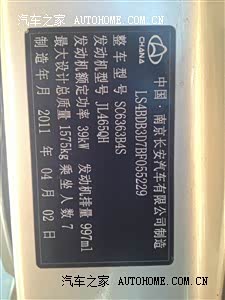 汽车之家 AUTOHOME.COM.CN
CHANA
中国·南京长安汽车有限公司制造
LS4B0B3D7BF055229
整车型号 SC6363B4S
发动机型号 JL465QH
发动机额定功率 39kW 发动机排量 997ml
最大设计总质量 1575kg 乘坐人数 7
制造年月 2011 年 04 月 02 日
汽车之家 AUTOHOME.COM.CN